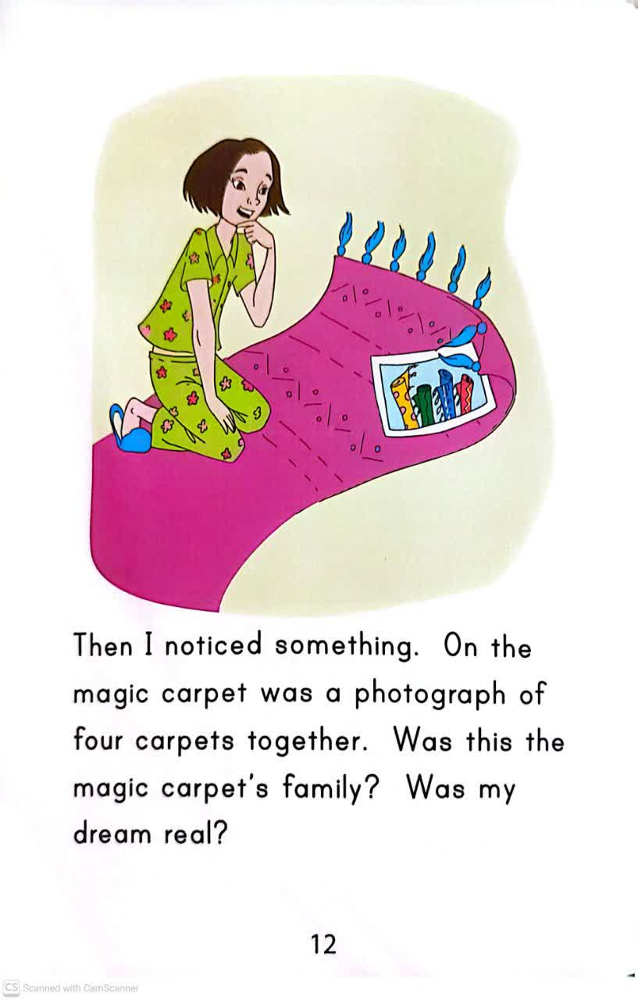 Then I noticed something. On the
magic carpet was a photograph of
four carpets together. Was this the
magic carpet's family? Was my
dream real?
12
CS Scanned with CamScanner